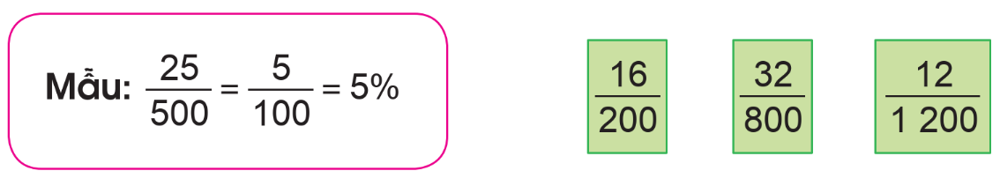 Mẫu: 25/500 = 5/100 = 5%
16/200
32/800
12/1 200